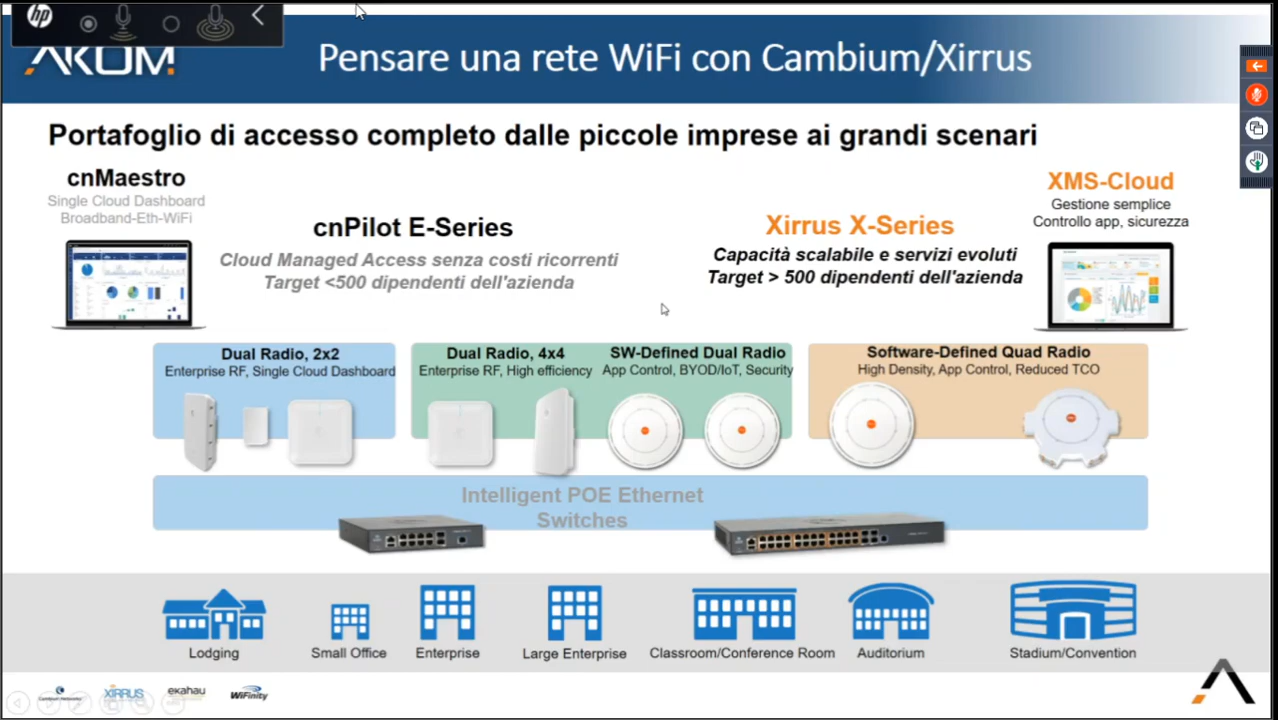 hp
AKOM!
Pensare una rete WiFi con Cambium/Xirrus
Portafoglio di accesso completo dalle piccole imprese ai grandi scenari
cnMaestro
Single Cloud Dashboard
Broadband-Eth-WiFi
cnPilot E-Series
Cloud Managed Access senza costi ricorrenti
Target <500 dipendenti dell'azienda
Xirrus X-Series
Capacità scalabile e servizi evoluti
Target > 500 dipendenti dell'azienda
XMS-Cloud
Gestione semplice
Controllo app, sicurezza
Dual Radio, 2x2
Enterprise RF, Single Cloud Dashboard
Dual Radio, 4x4
Enterprise RF, High efficiency
SW-Defined Dual Radio
App Control, BYOD/IoT, Security
Software-Defined Quad Radio
High Density, App Control, Reduced TCO
Intelligent POE Ethernet
Switches
Lodging
Small Office
Enterprise
Large Enterprise
Classroom/Conference Room
Auditorium
Stadium/Convention
Cambium Networks
XIRRUS
ekahau
WiFinity